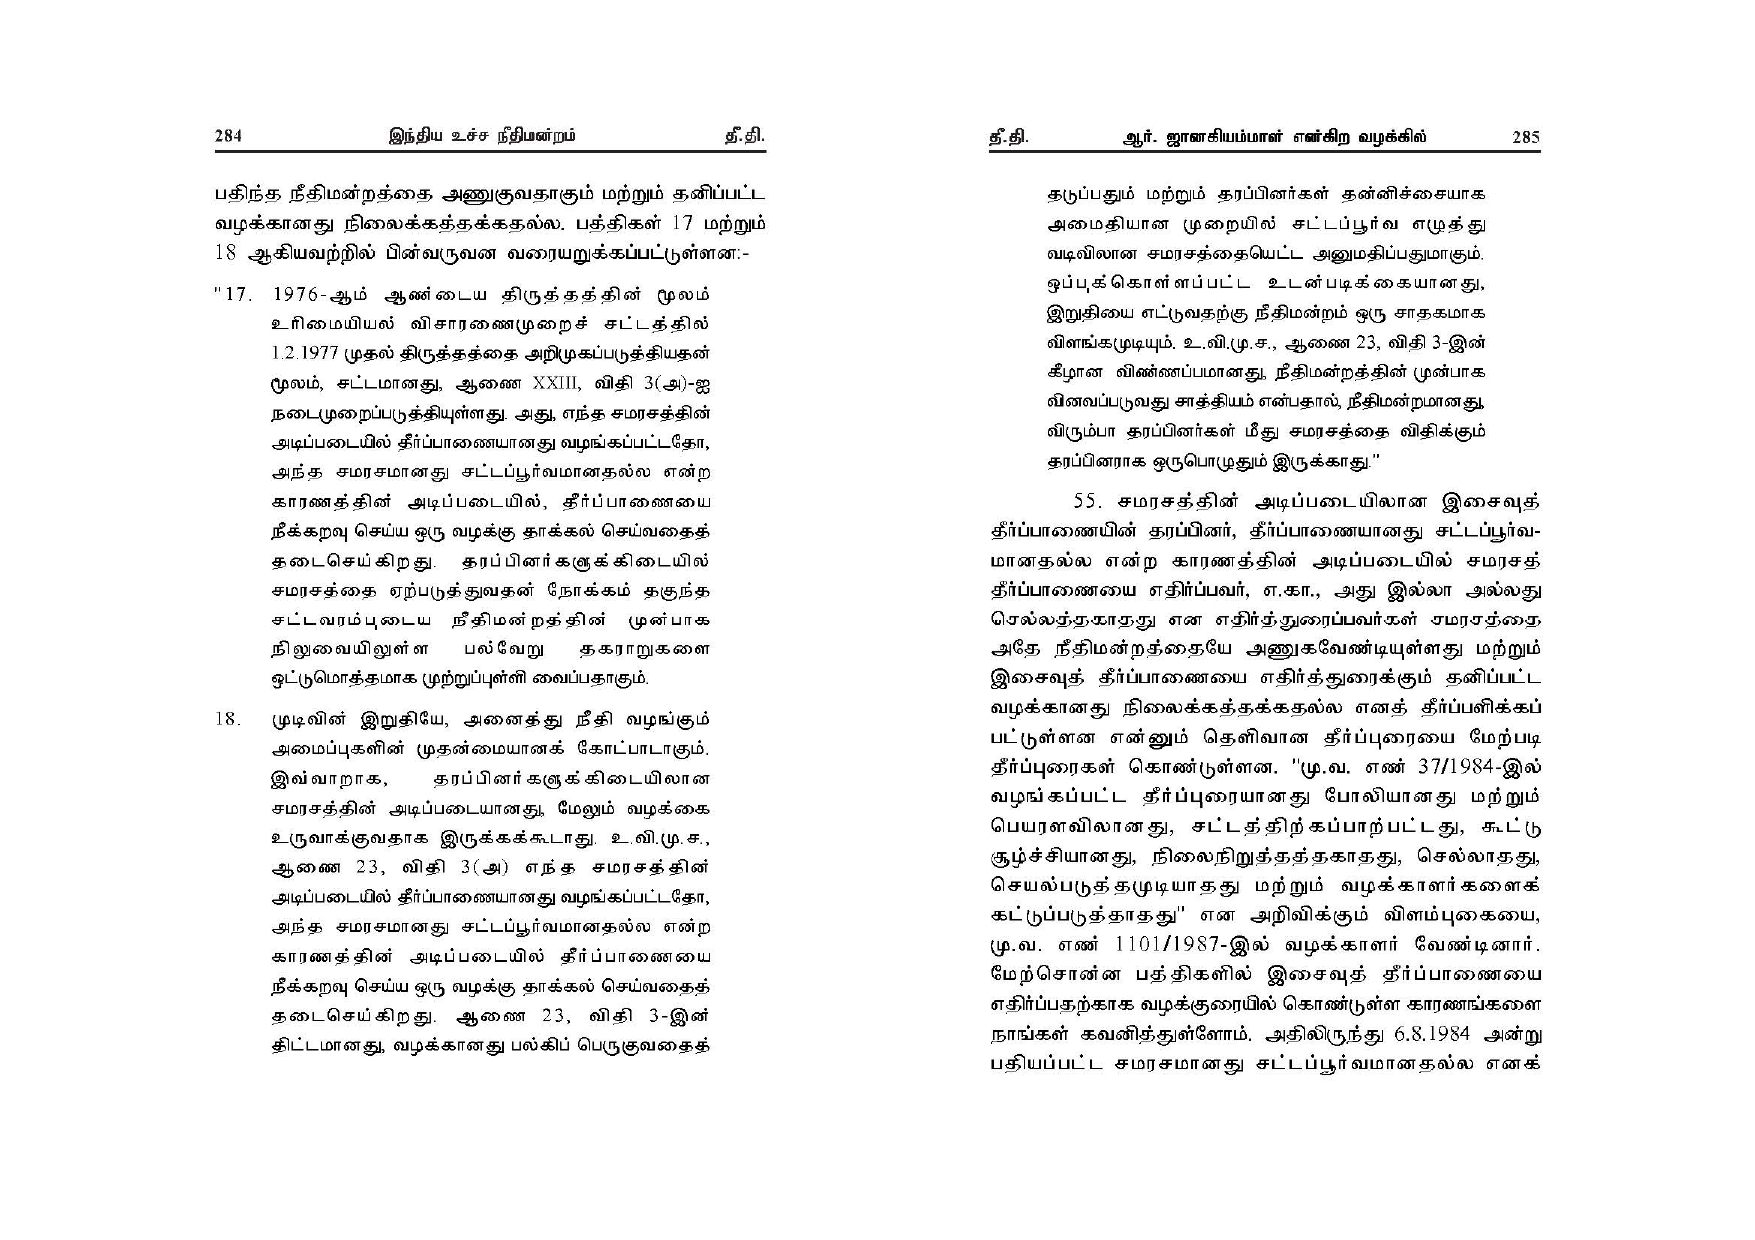 284 இந்திய உச்ச நீதிமன்றம் தீ.தி.
பதிந்த நீதிமன்றத்தை அணுகுவதாகும் மற்றும் தனிப்பட்ட
வழக்கானது நிலைக்கத்தக்கதல்ல. பத்திகள் 17 மற்றும்
18 ஆகியவற்றில் பின்வருவன வரையறுக்கப்பட்டுள்ளன:-
"17. 1976-ஆம் ஆண்டைய திருத்தத்தின் மூலம்
உரிமையியல் விசாரணைமுறைச் சட்டத்தில்
1.2.1977 முதல் திருத்தத்தை அறிமுகப்படுத்தியதன்
மூலம், சட்டமானது, ஆணை XXIII, விதி 3(அ)-ஐ
நடைமுறைப்படுத்தியுள்ளது. அது, எந்த சமரசத்தின்
அடிப்படையில் தீர்ப்பாணையானது வழங்கப்பட்டதோ,
அந்த சமரசமானது சட்டப்பூர்வமானதல்ல என்ற
காரணத்தின் அடிப்படையில், தீர்ப்பாணையை
நீக்கறவு செய்ய ஒரு வழக்கு தாக்கல் செய்வதைத்
தடைசெய்கிறது. தரப்பினர்களுக்கிடையில்
சமரசத்தை ஏற்படுத்துவதன் நோக்கம் தகுந்த
சட்டவரம்புடைய நீதிமன்றத்தின் முன்பாக
நிலுவையிலுள்ள பல்வேறு தகராறுகளை
ஒட்டுமொத்தமாக முற்றுப்புள்ளி வைப்பதாகும்.
18. முடிவின் இறுதியே, அனைத்து நீதி வழங்கும்
அமைப்புகளின் முதன்மையானக் கோட்பாடாகும்.
இவ்வாறாக, தரப்பினர்களுக்கிடையிலான
சமரசத்தின் அடிப்படையானது, மேலும் வழக்கை
உருவாக்குவதாக இருக்கக்கூடாது. உ.வி.மு.ச.,
ஆணை 23, விதி 3(அ) எந்த சமரசத்தின்
அடிப்படையில் தீர்ப்பாணையானது வழங்கப்பட்டதோ,
அந்த சமரசமானது சட்டப்பூர்வமானதல்ல என்ற
காரணத்தின் அடிப்படையில் தீர்ப்பாணையை
நீக்கறவு செய்ய ஒரு வழக்கு தாக்கல் செய்வதைத்
தடைசெய்கிறது. ஆணை 23, விதி 3-இன்
திட்டமானது, வழக்கானது பல்கிப் பெருகுவதைத்
தீ.தி. ஆர். ஜானகியம்மாள் என்கிற வழக்கில் 285
தடுப்பதும் மற்றும் தரப்பினர்கள் தன்னிச்சையாக
அமைதியான முறையில் சட்டப்பூர்வ எழுத்து
வடிவிலான சமரசத்தையெட்ட அனுமதிப்பதுமாகும்.
ஒப்புக்கொள்ளப்பட்ட உடன்படிக்கையானது,
இறுதியை எட்டுவதற்கு நீதிமன்றம் ஒரு சாதகமாக
விளங்கமுடியும். உ.வி.மு.ச., ஆணை 23, விதி 3-இன்
கீழான விண்ணப்பமானது, நீதிமன்றத்தின் முன்பாக
வினவப்படுவது சாத்தியம் என்பதால், நீதிமன்றமானது,
விரும்பா தரப்பினர்கள் மீது சமரசத்தை விதிக்கும்
தரப்பினராக ஒருபொழுதும் இருக்காது."
55. சமரசத்தின் அடிப்படையிலான இசைவுத்
தீர்ப்பாணையின் தரப்பினர், தீர்ப்பாணையானது சட்டப்பூர்வ-
மானதல்ல என்ற காரணத்தின் அடிப்படையில் சமரசத்
தீர்ப்பாணையை எதிர்ப்பவர், எ.கா., அது இல்லா அல்லது
செல்லத்தகாதது என எதிர்த்துரைப்பவர்கள் சமரசத்தை
அதே நீதிமன்றத்தையே அணுகவேண்டியுள்ளது மற்றும்
இசைவுத் தீர்ப்பாணையை எதிர்த்துரைக்கும் தனிப்பட்ட
வழக்கானது நிலைக்கத்தக்கதல்ல எனத் தீர்ப்பளிக்கப்
பட்டுள்ளன என்னும் தெளிவான தீர்ப்புரையை மேற்படி
தீர்ப்புரைகள் கொண்டுள்ளன. "மு.வ. எண் 37/1984-இல்
வழங்கப்பட்ட தீர்ப்புரையானது போலியானது மற்றும்
பெயரளவிலானது, சட்டத்திற்கப்பாற்பட்டது, கூட்டு
சூழ்ச்சியானது, நிலைநிறுத்தத்தகாதது, செல்லாதது,
செயல்படுத்தமுடியாதது மற்றும் வழக்காளர்களைக்
கட்டுப்படுத்தாதது" என அறிவிக்கும் விளம்புகையை,
மு.வ. எண் 1101/1987-இல் வழக்காளர் வேண்டினார்.
மேற்சொன்ன பத்திகளில் இசைவுத் தீர்ப்பாணையை
எதிர்ப்பதற்காக வழக்குரையில் கொண்டுள்ள காரணங்களை
நாங்கள் கவனித்துள்ளோம். அதிலிருந்து 6.8.1984 அன்று
பதியப்பட்ட சமரசமானது சட்டப்பூர்வமானதல்ல எனக்